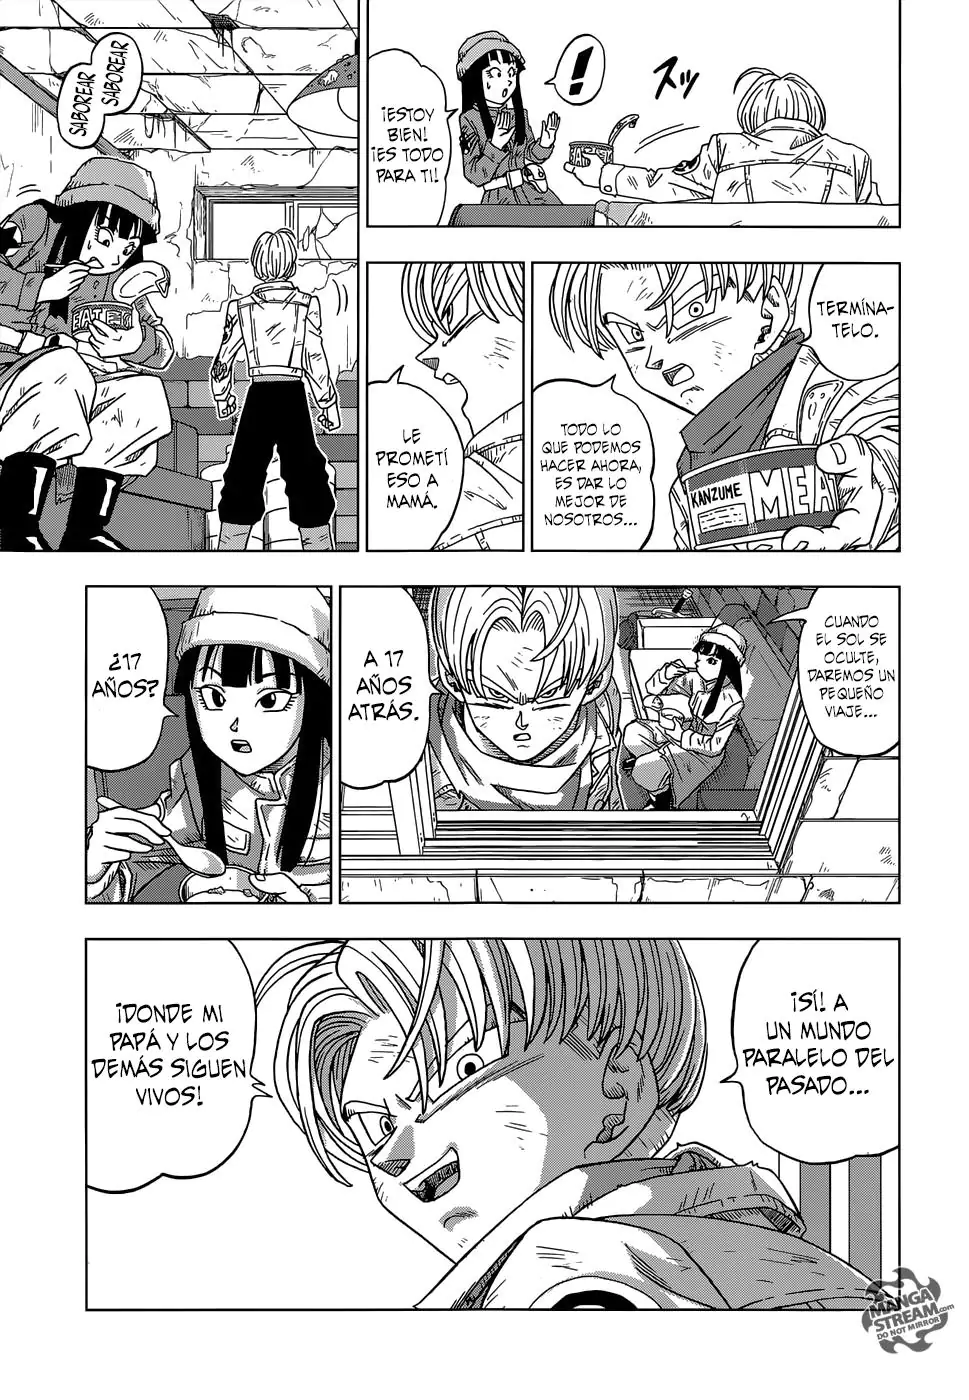 ¡ESTOY
BIEN!
¡ES TODO
PARA TI!
!
スッ
TERMÍNA-
TELO.
TODO LO
QUE PODEMOS
HACER AHORA,
ES DAR LO
MEJOR DE
NOSOTROS...
KANZUME
MEA
LE
PROMETÍ
ESO A
MAMÁ.
SABOREAR
SABOREAR
CUANDO
EL SOL SE
OCULTE,
DAREMOS UN
PEQUEÑO
VIAJE...
A 17
AÑOS
ATRÁS.
¿17
AÑOS?
¡SÍ! A
UN MUNDO
PARALELO DEL
PASADO...
¡DONDE MI
PAPÁ Y LOS
DEMÁS SIGUEN
VIVOS!
MANGA
STREAM.com
DO NOT MIRROR